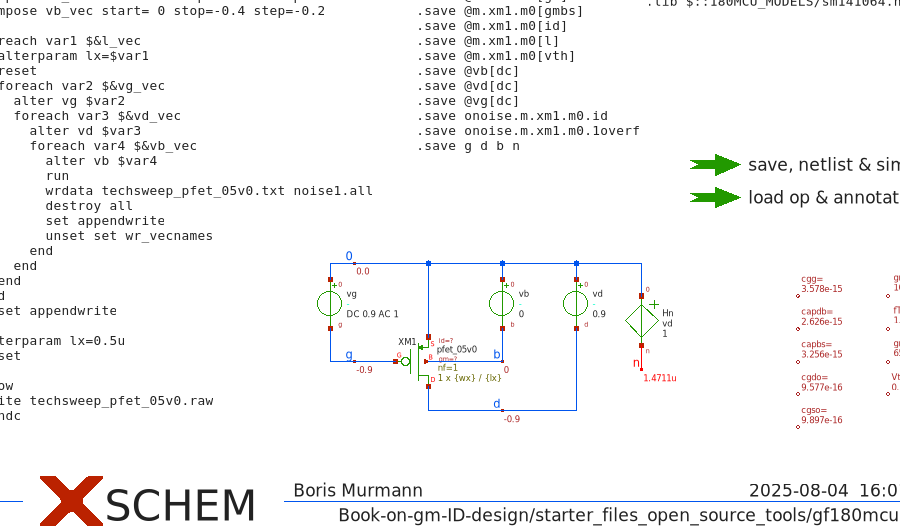 mpose vb_vec start= 0 stop=-0.4 step=-0.2
reach var1 $&l_vec
alterparam lx=$var1
reset
foreach var2 $&vg_vec
alter vg $var2
foreach var3 $&vd_vec
alter vd $var3
foreach var4 $&vb_vec
alter vb $var4
run
wrdata techsweep_pfet_05v0.txt noise1.all
destroy all
set appendwrite
unset set wr_vecnames
end
end
end
d
set appendwrite
terparam lx=0.5u
set
ow
ite techsweep_pfet_05v0.raw
ndc
.save @m.xm1.m0[gmbs]
.save @m.xm1.m0[id]
.save @m.xm1.m0[l]
.save @m.xm1.m0[vth]
.save @vb[dc]
.save @vd[dc]
.save @vg[dc]
.save onoise.m.xm1.m0.id
.save onoise.m.xm1.m0.1overf
.save g d b n
.lib $::180MCU_MODELS/sm141064.n
save, netlist & sim
load op & annotat
0
0.0
0
vg
DC 0.9 AC 1
g
0
vb
0
b
0
vd
0.9
d
0
Hn
vd
1
n
n
1.4711u
g
-0.9
XM1
G
S
B
D
id=?
pfet_05v0
gm=?
nf=1
1 x {wx} / {lx}
b
0
d
-0.9
cgg=
3.578e-15
capdb=
2.626e-15
capbs=
3.256e-15
cgdo=
9.577e-16
cgso=
9.897e-16
XSCHEM
Boris Murmann
2025-08-04 16:0
Book-on-gm-ID-design/starter_files_open_source_tools/gf180mcu